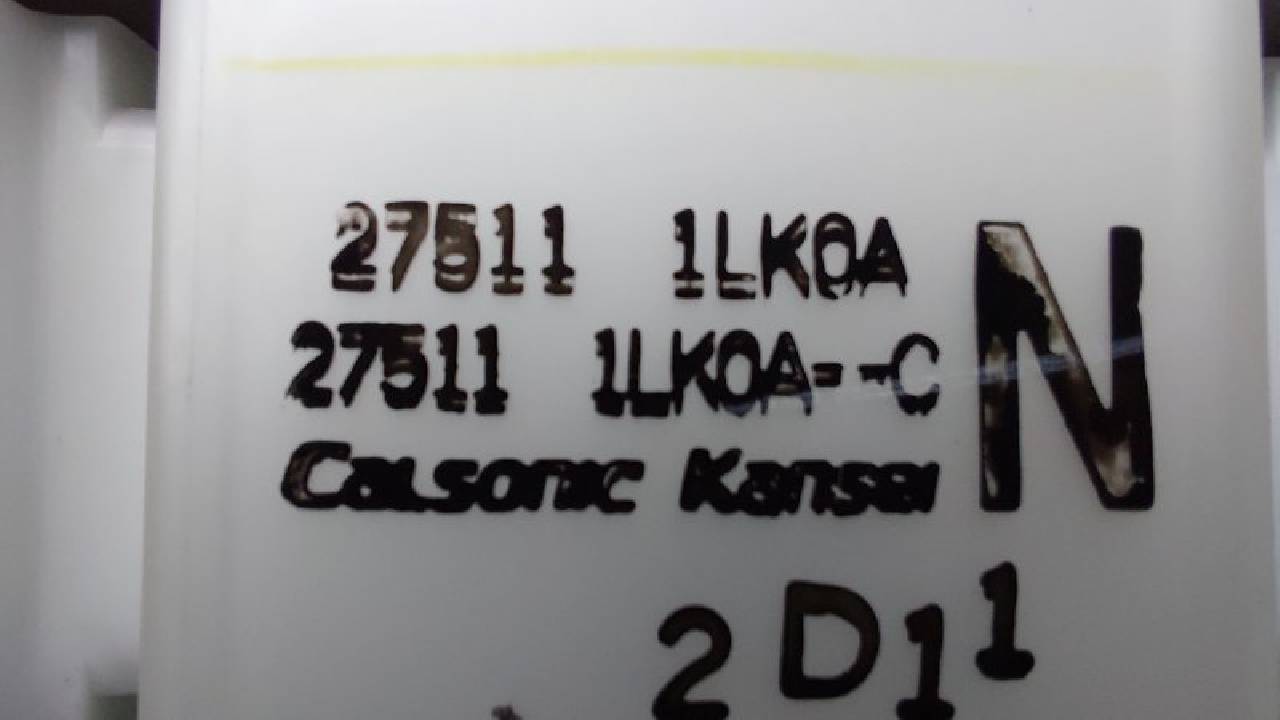 27511 1LK0A
27511 1LK0A--C
N
Calsonic Kansei
2D11